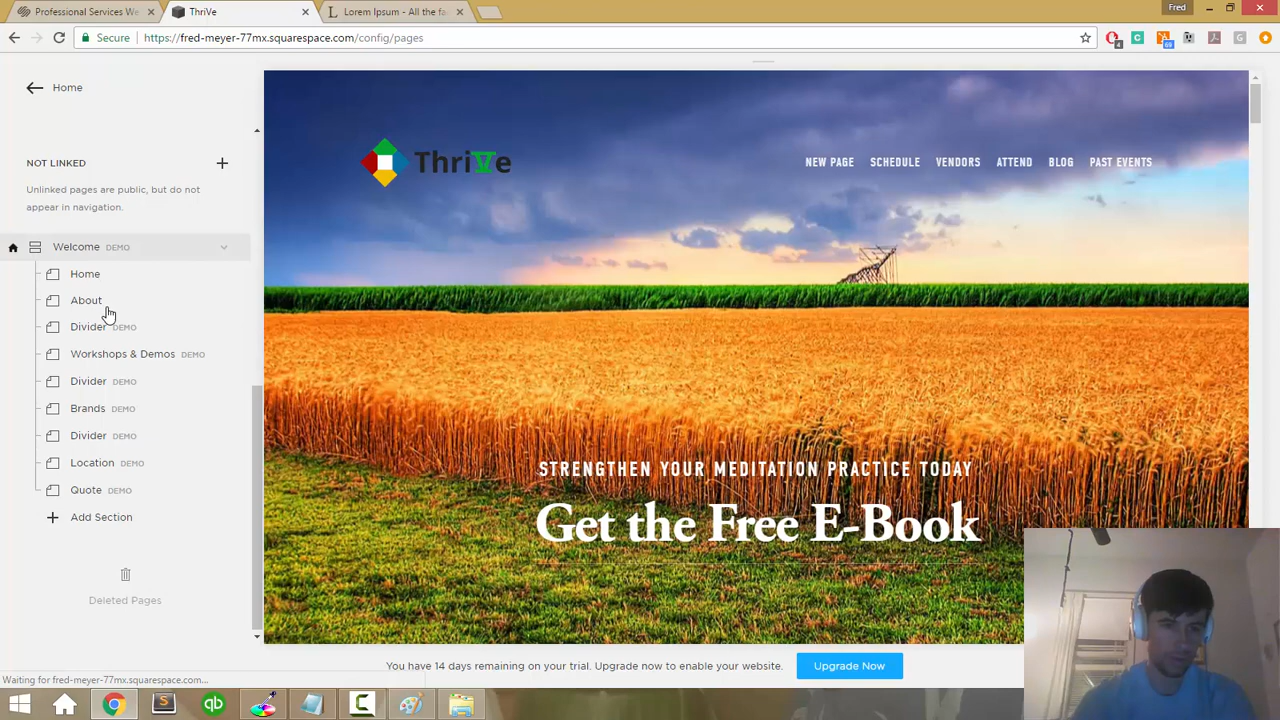 Professional Services We
ThriVe
Lorem Ipsum - All the fa
Fred
Secure
https://fred-meyer-77mx.squarespace.com/config/pages
4
69
Home
NOT LINKED
Unlinked pages are public, but do not
appear in navigation.
Welcome DEMO
Home
About
Divider DEMO
Workshops & Demos DEMO
Divider DEMO
Brands DEMO
Divider DEMO
Location DEMO
Quote DEMO
Add Section
Deleted Pages
ThriVe
NEW PAGE SCHEDULE VENDORS ATTEND BLOG PAST EVENTS
STRENGTHEN YOUR MEDITATION PRACTICE TODAY
Get the Free E-Book
You have 14 days remaining on your trial. Upgrade now to enable your website.
Upgrade Now
Waiting for fred-meyer-77mx.squarespace.com...